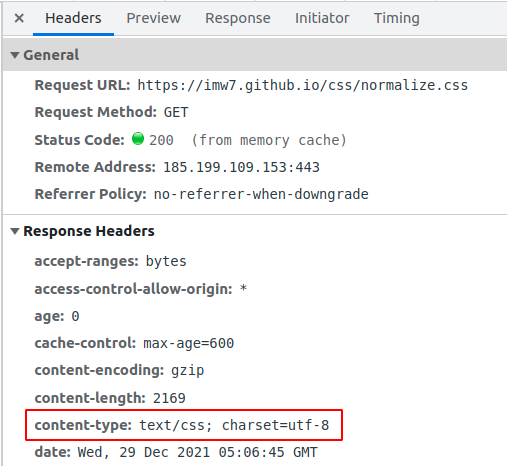 × Headers Preview Response Initiator Timing
▼ General
Request URL: https://imw7.github.io/css/normalize.css
Request Method: GET
Status Code: 200 (from memory cache)
Remote Address: 185.199.109.153:443
Referrer Policy: no-referrer-when-downgrade
▼ Response Headers
accept-ranges: bytes
access-control-allow-origin: *
age: 0
cache-control: max-age=600
content-encoding: gzip
content-length: 2169
content-type: text/css; charset=utf-8
date: Wed, 29 Dec 2021 05:06:45 GMT